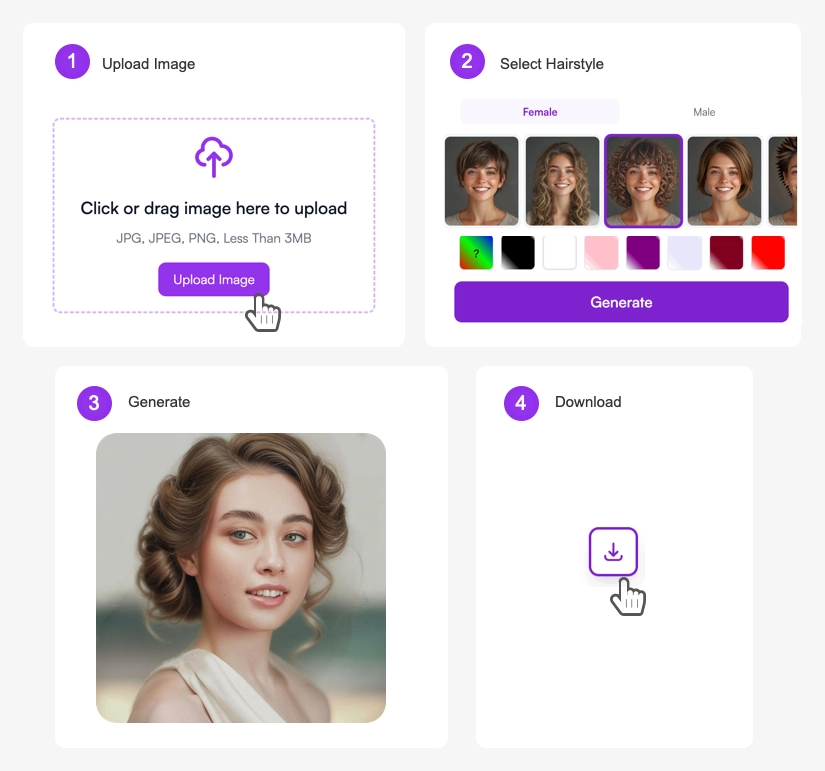 1 Upload Image
Click or drag image here to upload
JPG, JPEG, PNG, Less Than 3MB
Upload Image
2 Select Hairstyle
Female Male
?
Generate
3 Generate
4 Download